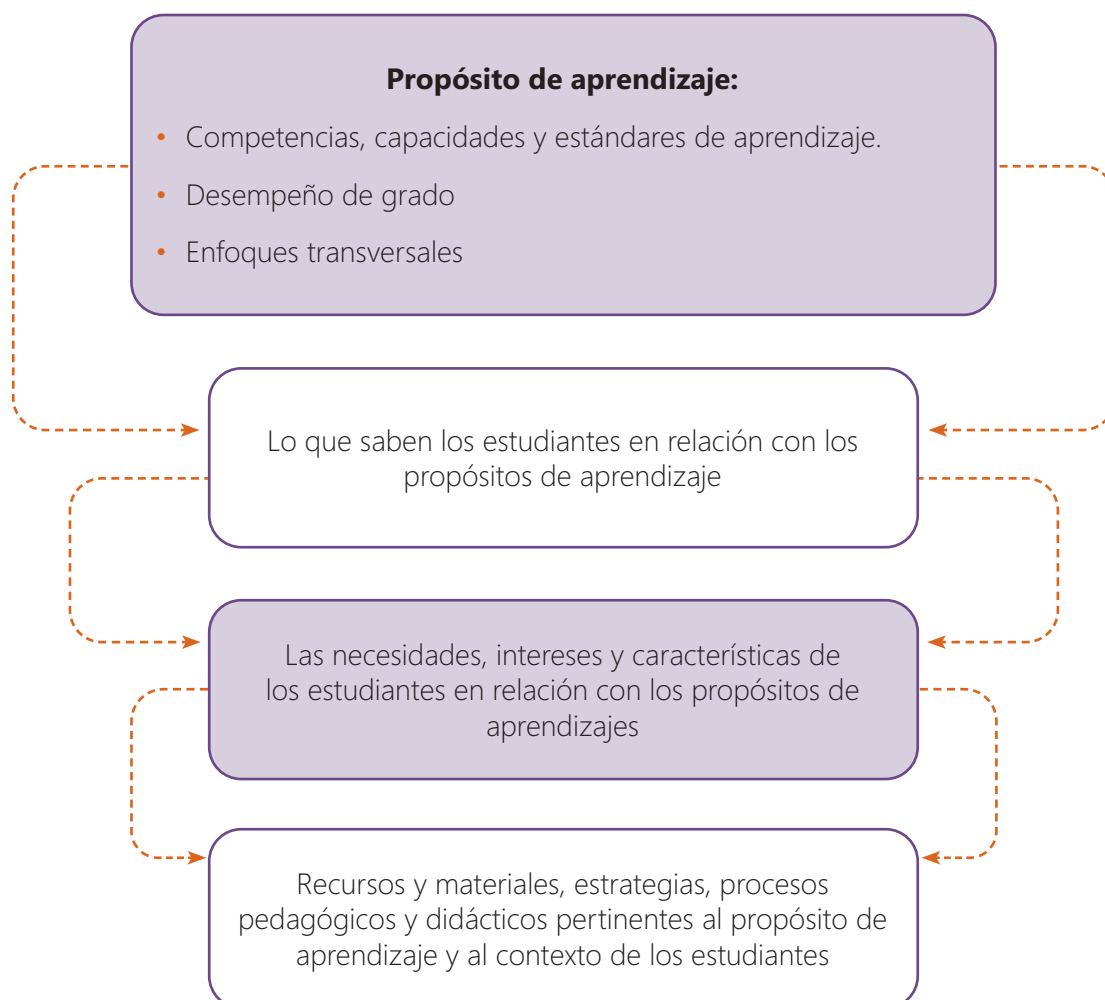 Propósito de aprendizaje:
• Competencias, capacidades y estándares de aprendizaje.
• Desempeño de grado
• Enfoques transversales
Lo que saben los estudiantes en relación con los
propósitos de aprendizaje
Las necesidades, intereses y características de
los estudiantes en relación con los propósitos de
aprendizajes
Recursos y materiales, estrategias, procesos
pedagógicos y didácticos pertinentes al propósito de
aprendizaje y al contexto de los estudiantes